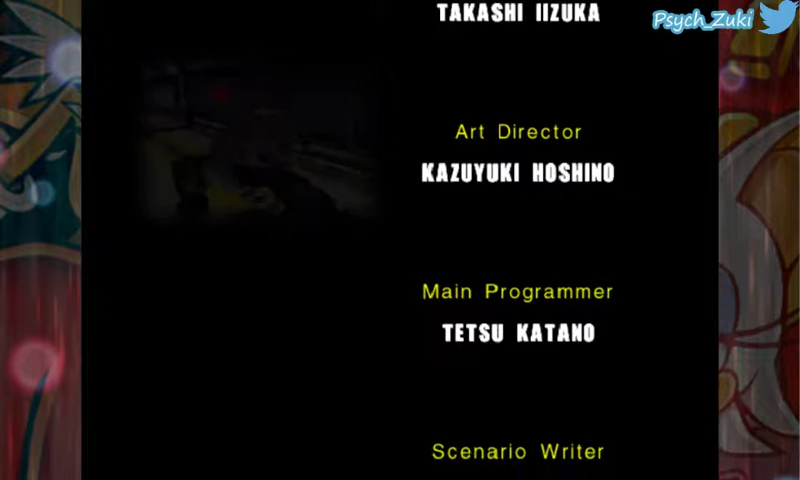 TAKASHI IIZUKA
Psych_Zuki
Art Director
KAZUYUKI HOSHINO
Main Programmer
TETSU KATANO
Scenario Writer